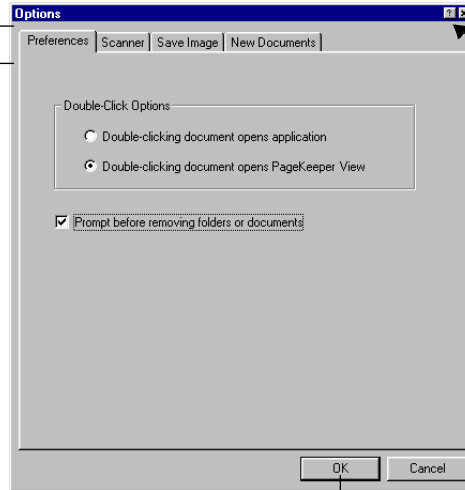 Options
Preferences Scanner Save Image New Documents
Double-Click Options
Double-clicking document opens application
Double-clicking document opens PageKeeper View
Prompt before removing folders or documents
OK Cancel